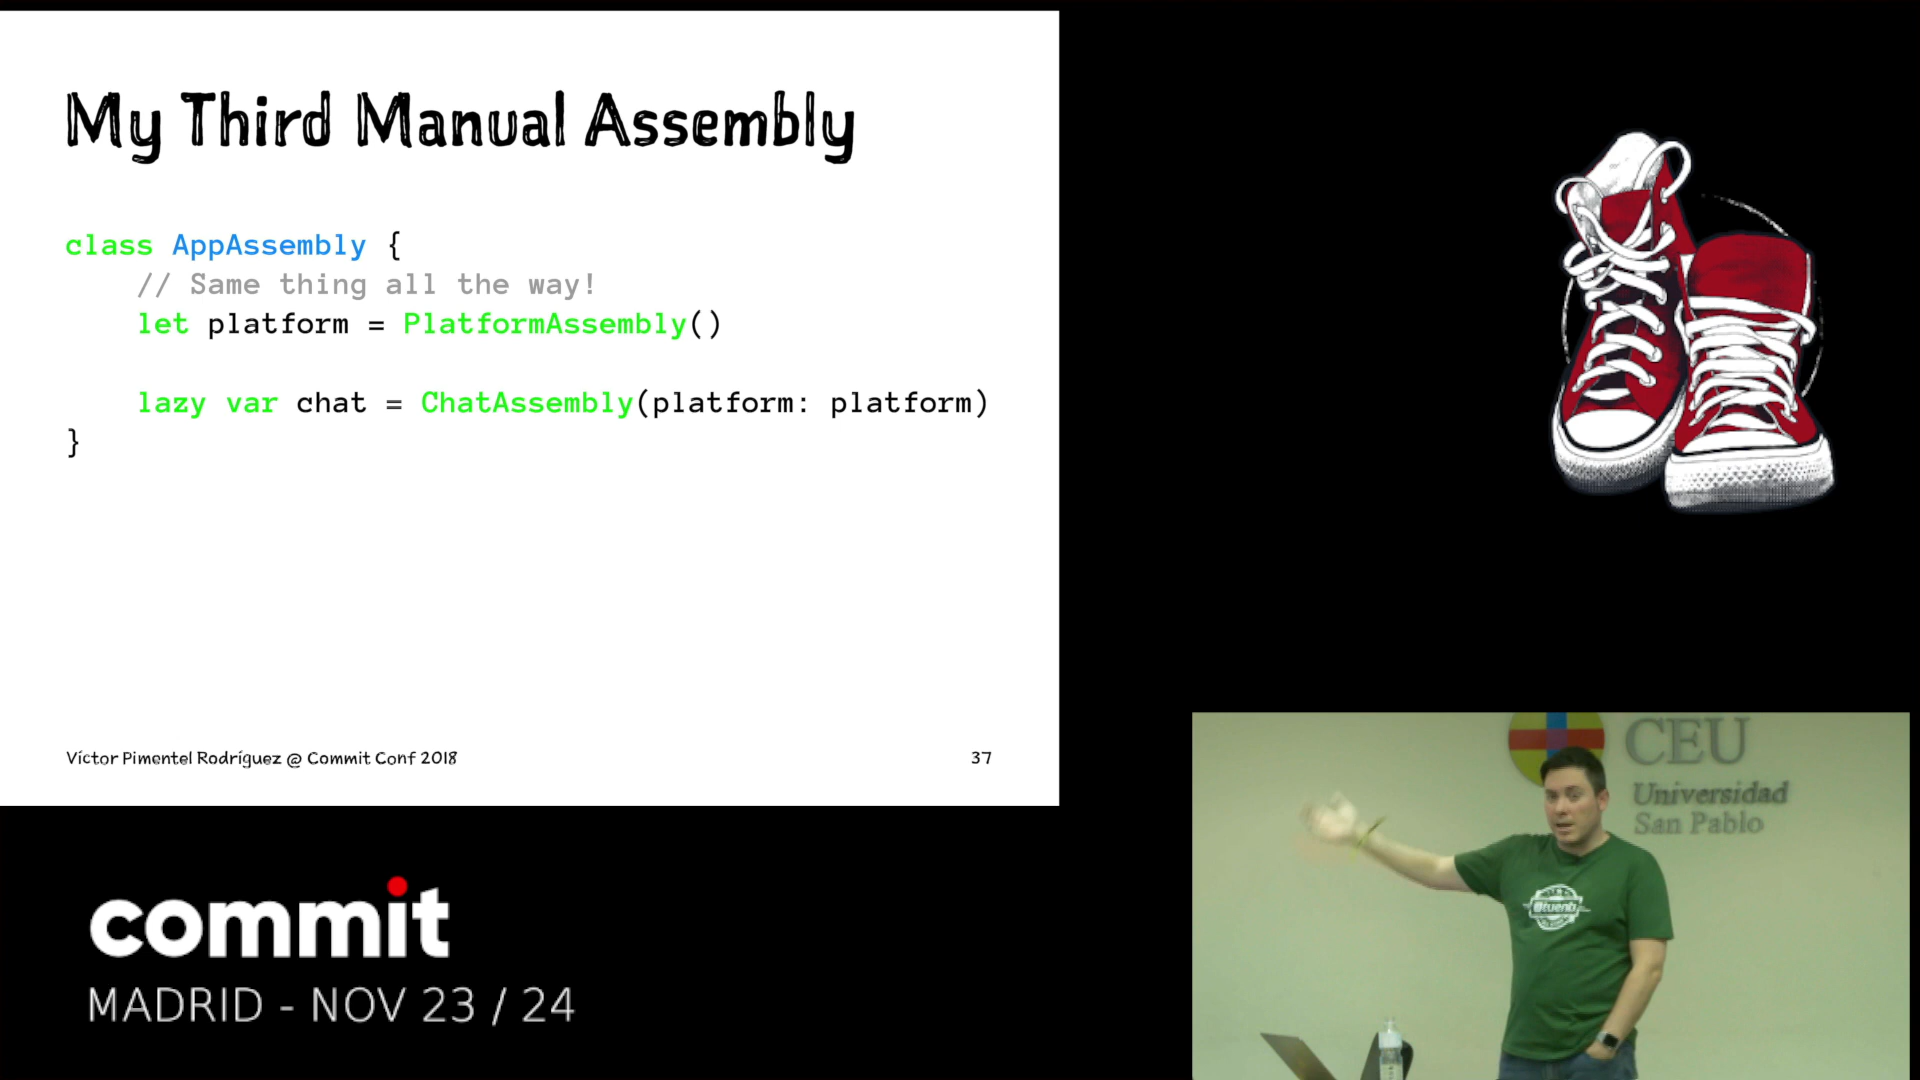 My Third Manual Assembly
class AppAssembly {
// Same thing all the way!
let platform = PlatformAssembly()
lazy var chat = ChatAssembly(platform: platform)
}
Víctor Pimentel Rodríguez @ Commit Conf 2018
37
commit
MADRID - NOV 23 / 24
CEU
Universidad
San Pablo
tuenti